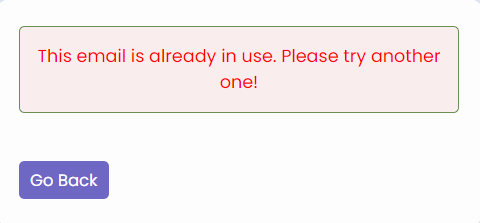 This email is already in use. Please try another
one!
Go Back